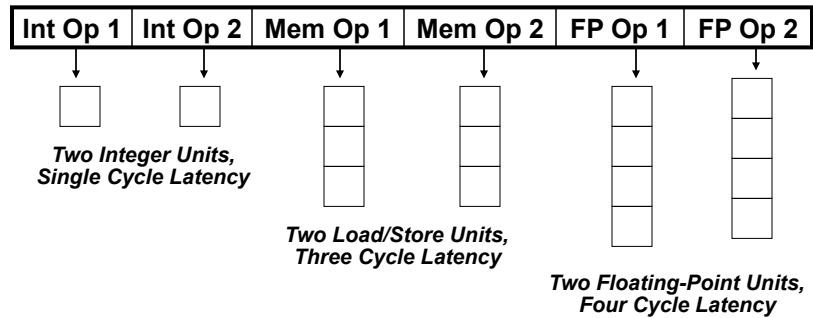 Int Op 1 Int Op 2 Mem Op 1 Mem Op 2 FP Op 1 FP Op 2
Two Integer Units,
Single Cycle Latency
Two Load/Store Units,
Three Cycle Latency
Two Floating-Point Units,
Four Cycle Latency